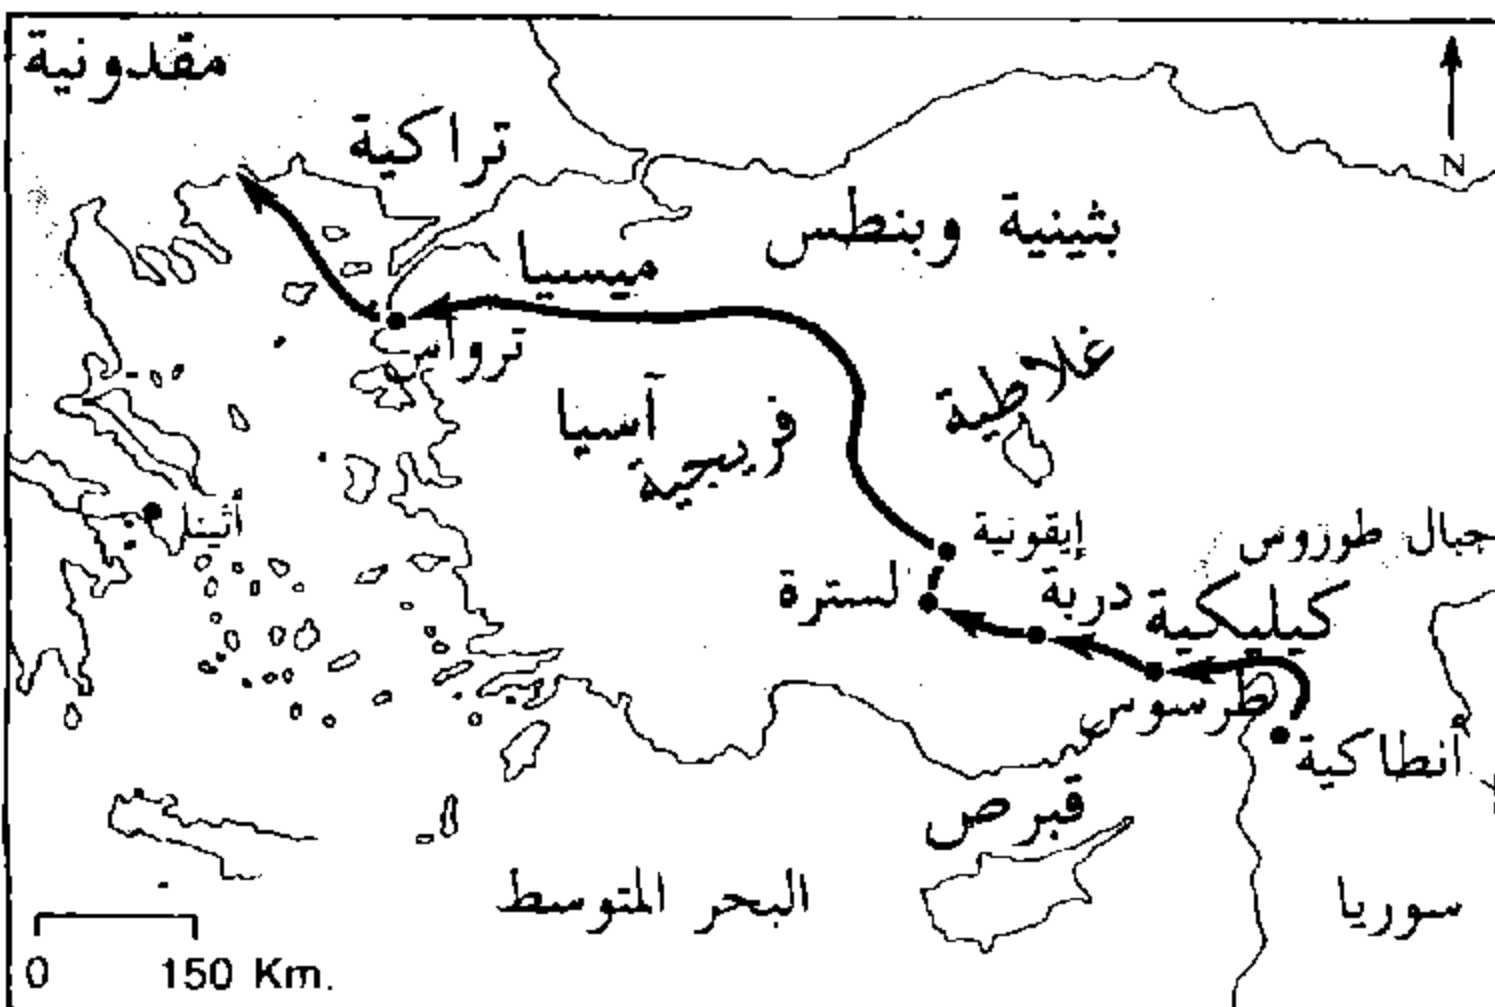 مقدونية
تراكية
N
بثينية وبنطس
ميسيا
ترواس
غلاطية
آسيا
فريجية
أثينا
إيقونية
جبال طوروس
لسترة
دربة
كيليكية
طرسوس
أنطاكية
قبرص
البحر المتوسط
سوريا
0 150 Km.